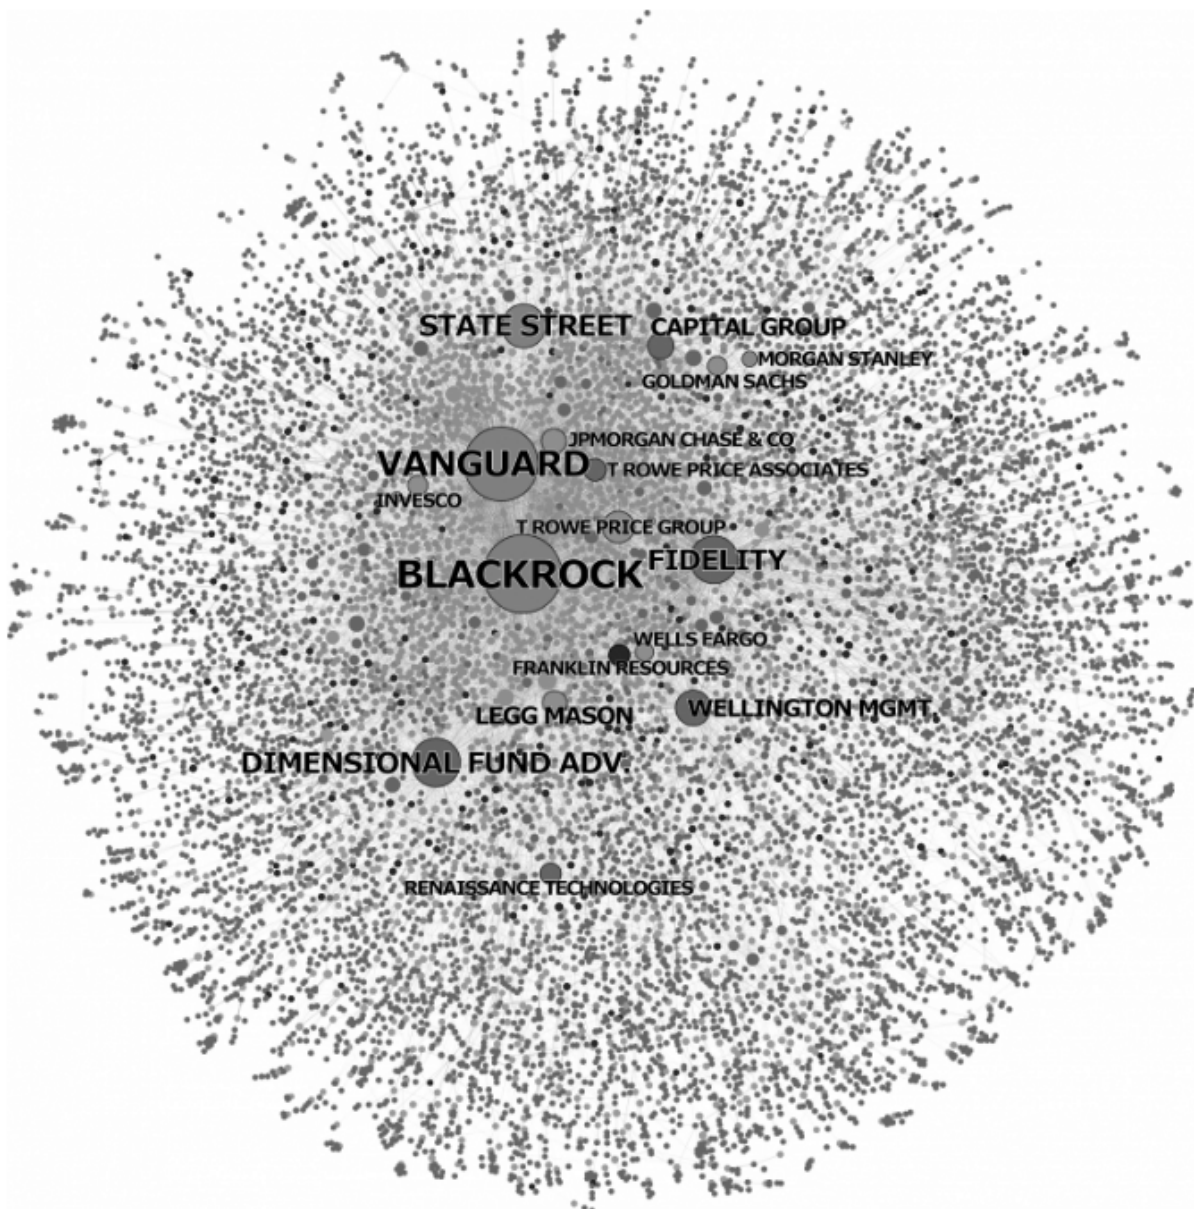 STATE STREET
CAPITAL GROUP
MORGAN STANLEY
GOLDMAN SACHS
JPMORGAN CHASE & CO
VANGUARD
T ROWE PRICE ASSOCIATES
INVESCO
T ROWE PRICE GROUP
FIDELITY
BLACKROCK
WELLS FARGO
FRANKLIN RESOURCES
WELLINGTON MGMT.
LEGG MASON
DIMENSIONAL FUND ADV.
RENAISSANCE TECHNOLOGIES